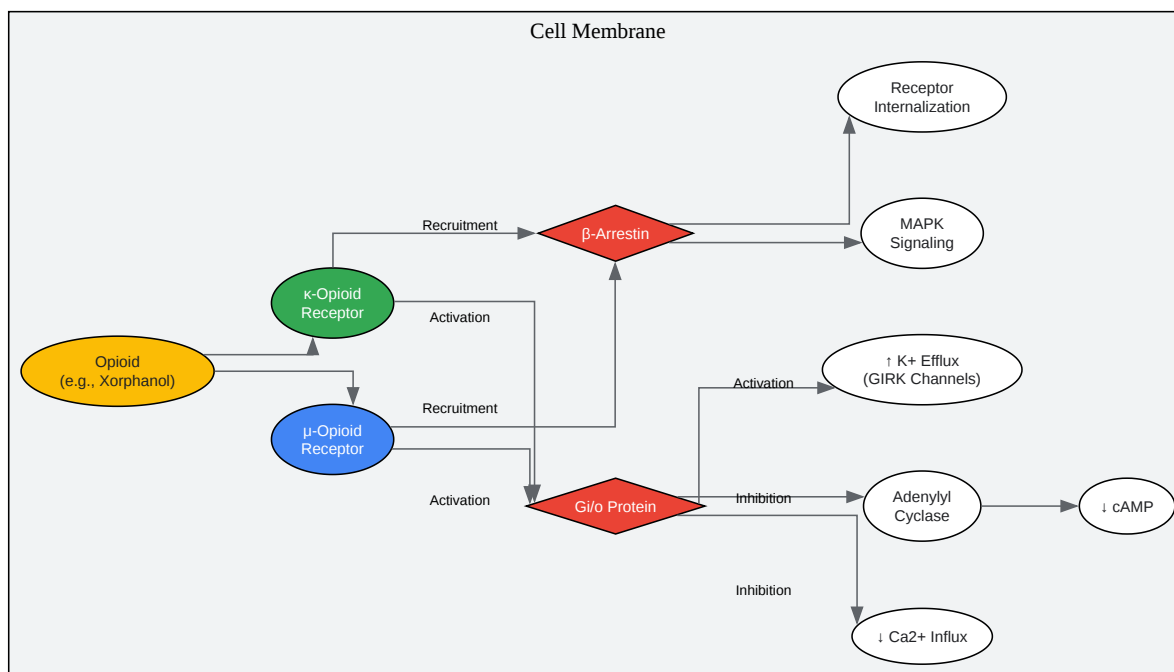 Cell Membrane
Receptor
Internalization
Recruitment
β-Arrestin
MAPK
Signaling
κ-Opioid
Receptor
Activation
Opioid
(e.g., Xorphanol)
↑ K+ Efflux
(GIRK Channels)
Activation
Recruitment
μ-Opioid
Receptor
Activation
Gi/o Protein
Inhibition
Adenylyl
Cyclase
↓ cAMP
Inhibition
↓ Ca2+ Influx